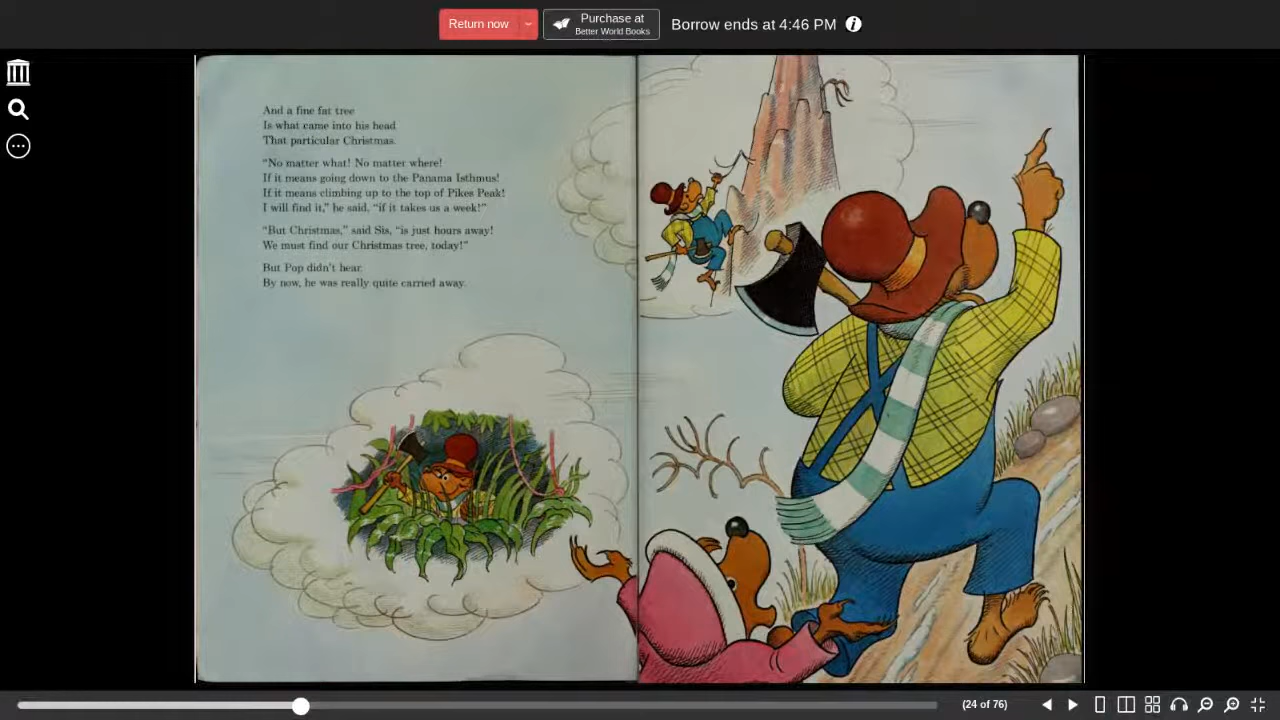 Return now
Purchase at
Better World Books
Borrow ends at 4:46 PM
And a fine fat tree
Is what came into his head
That particular Christmas.
"No matter what! No matter where!
If it means going down to the Panama Isthmus!
If it means climbing up to the top of Pikes Peak!
I will find it," he said, "if it takes us a week!"
"But Christmas," said Sis, "is just hours away!
We must find our Christmas tree, today!"
But Pop didn't hear.
By now, he was really quite carried away.
(24 of 76)